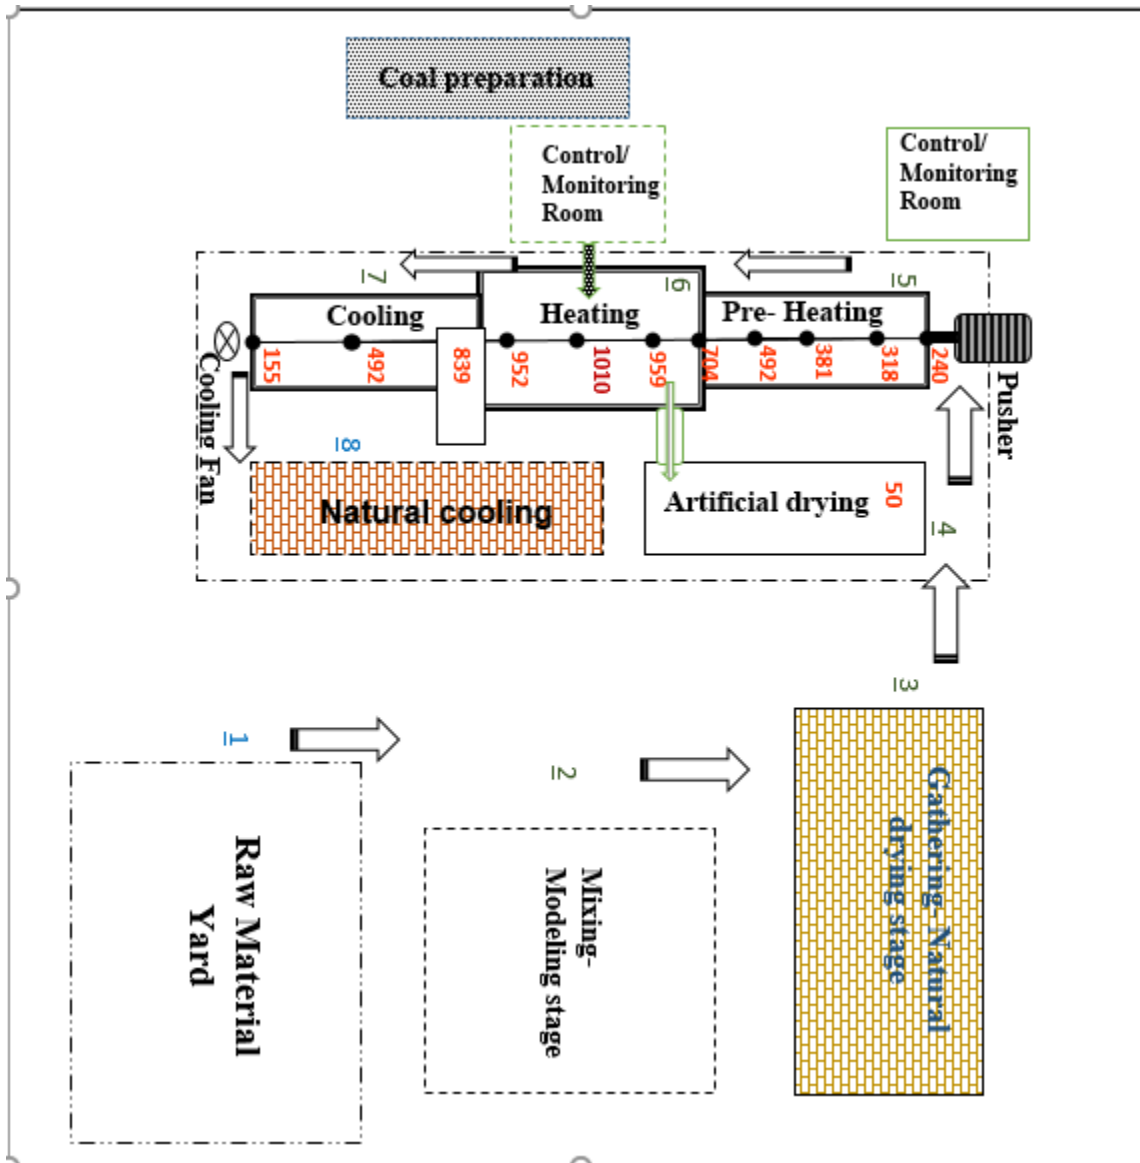 Coal preparation
Control/
Monitoring
Room
Control/
Monitoring
Room
7
6
5
Cooling
Heating
Pre- Heating
155
492
839
952
1010
959
704
492
381
318
240
Cooling Fan
Pusher
8
Natural cooling
Artificial drying
50
4
3
1
2
Raw Material
Yard
Mixing-
Modeling stage
Gathering- Natural
drying stage